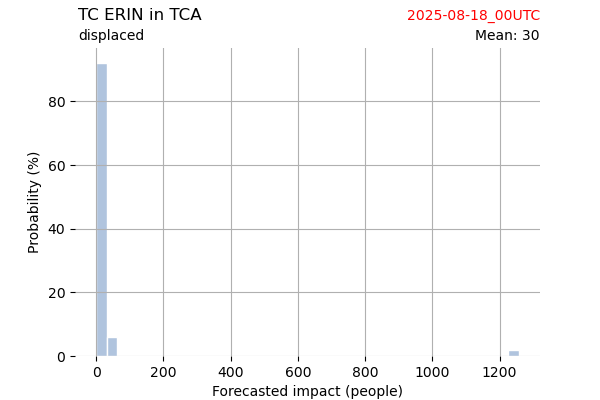 TC ERIN in TCA
2025-08-18_00UTC
displaced
Mean: 30
Probability (%)
80
60
40
20
0
0 200 400 600 800 1000 1200
Forecasted impact (people)